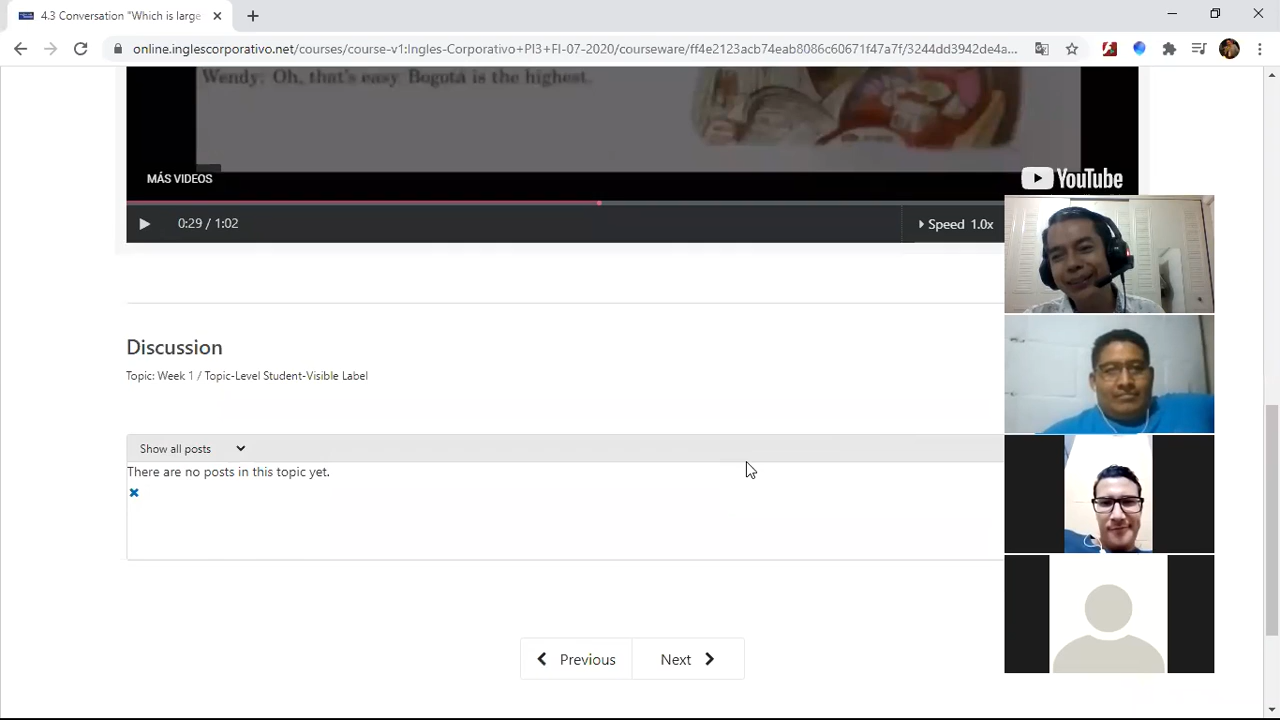 4.3 Conversation "Which is large
online.inglescorporativo.net/courses/course-v1:Ingles-Corporativo+PI3+FI-07-2020/courseware/ff4e2123acb74eab8086c60671f47a7f/3244dd3942de4a...
Wendy: Oh, that's easy. Bogotá is the highest.
MÁS VIDEOS
YouTube
0:29 / 1:02
Speed 1.0x
Discussion
Topic: Week 1 / Topic-Level Student-Visible Label
Show all posts
There are no posts in this topic yet.
Previous
Next